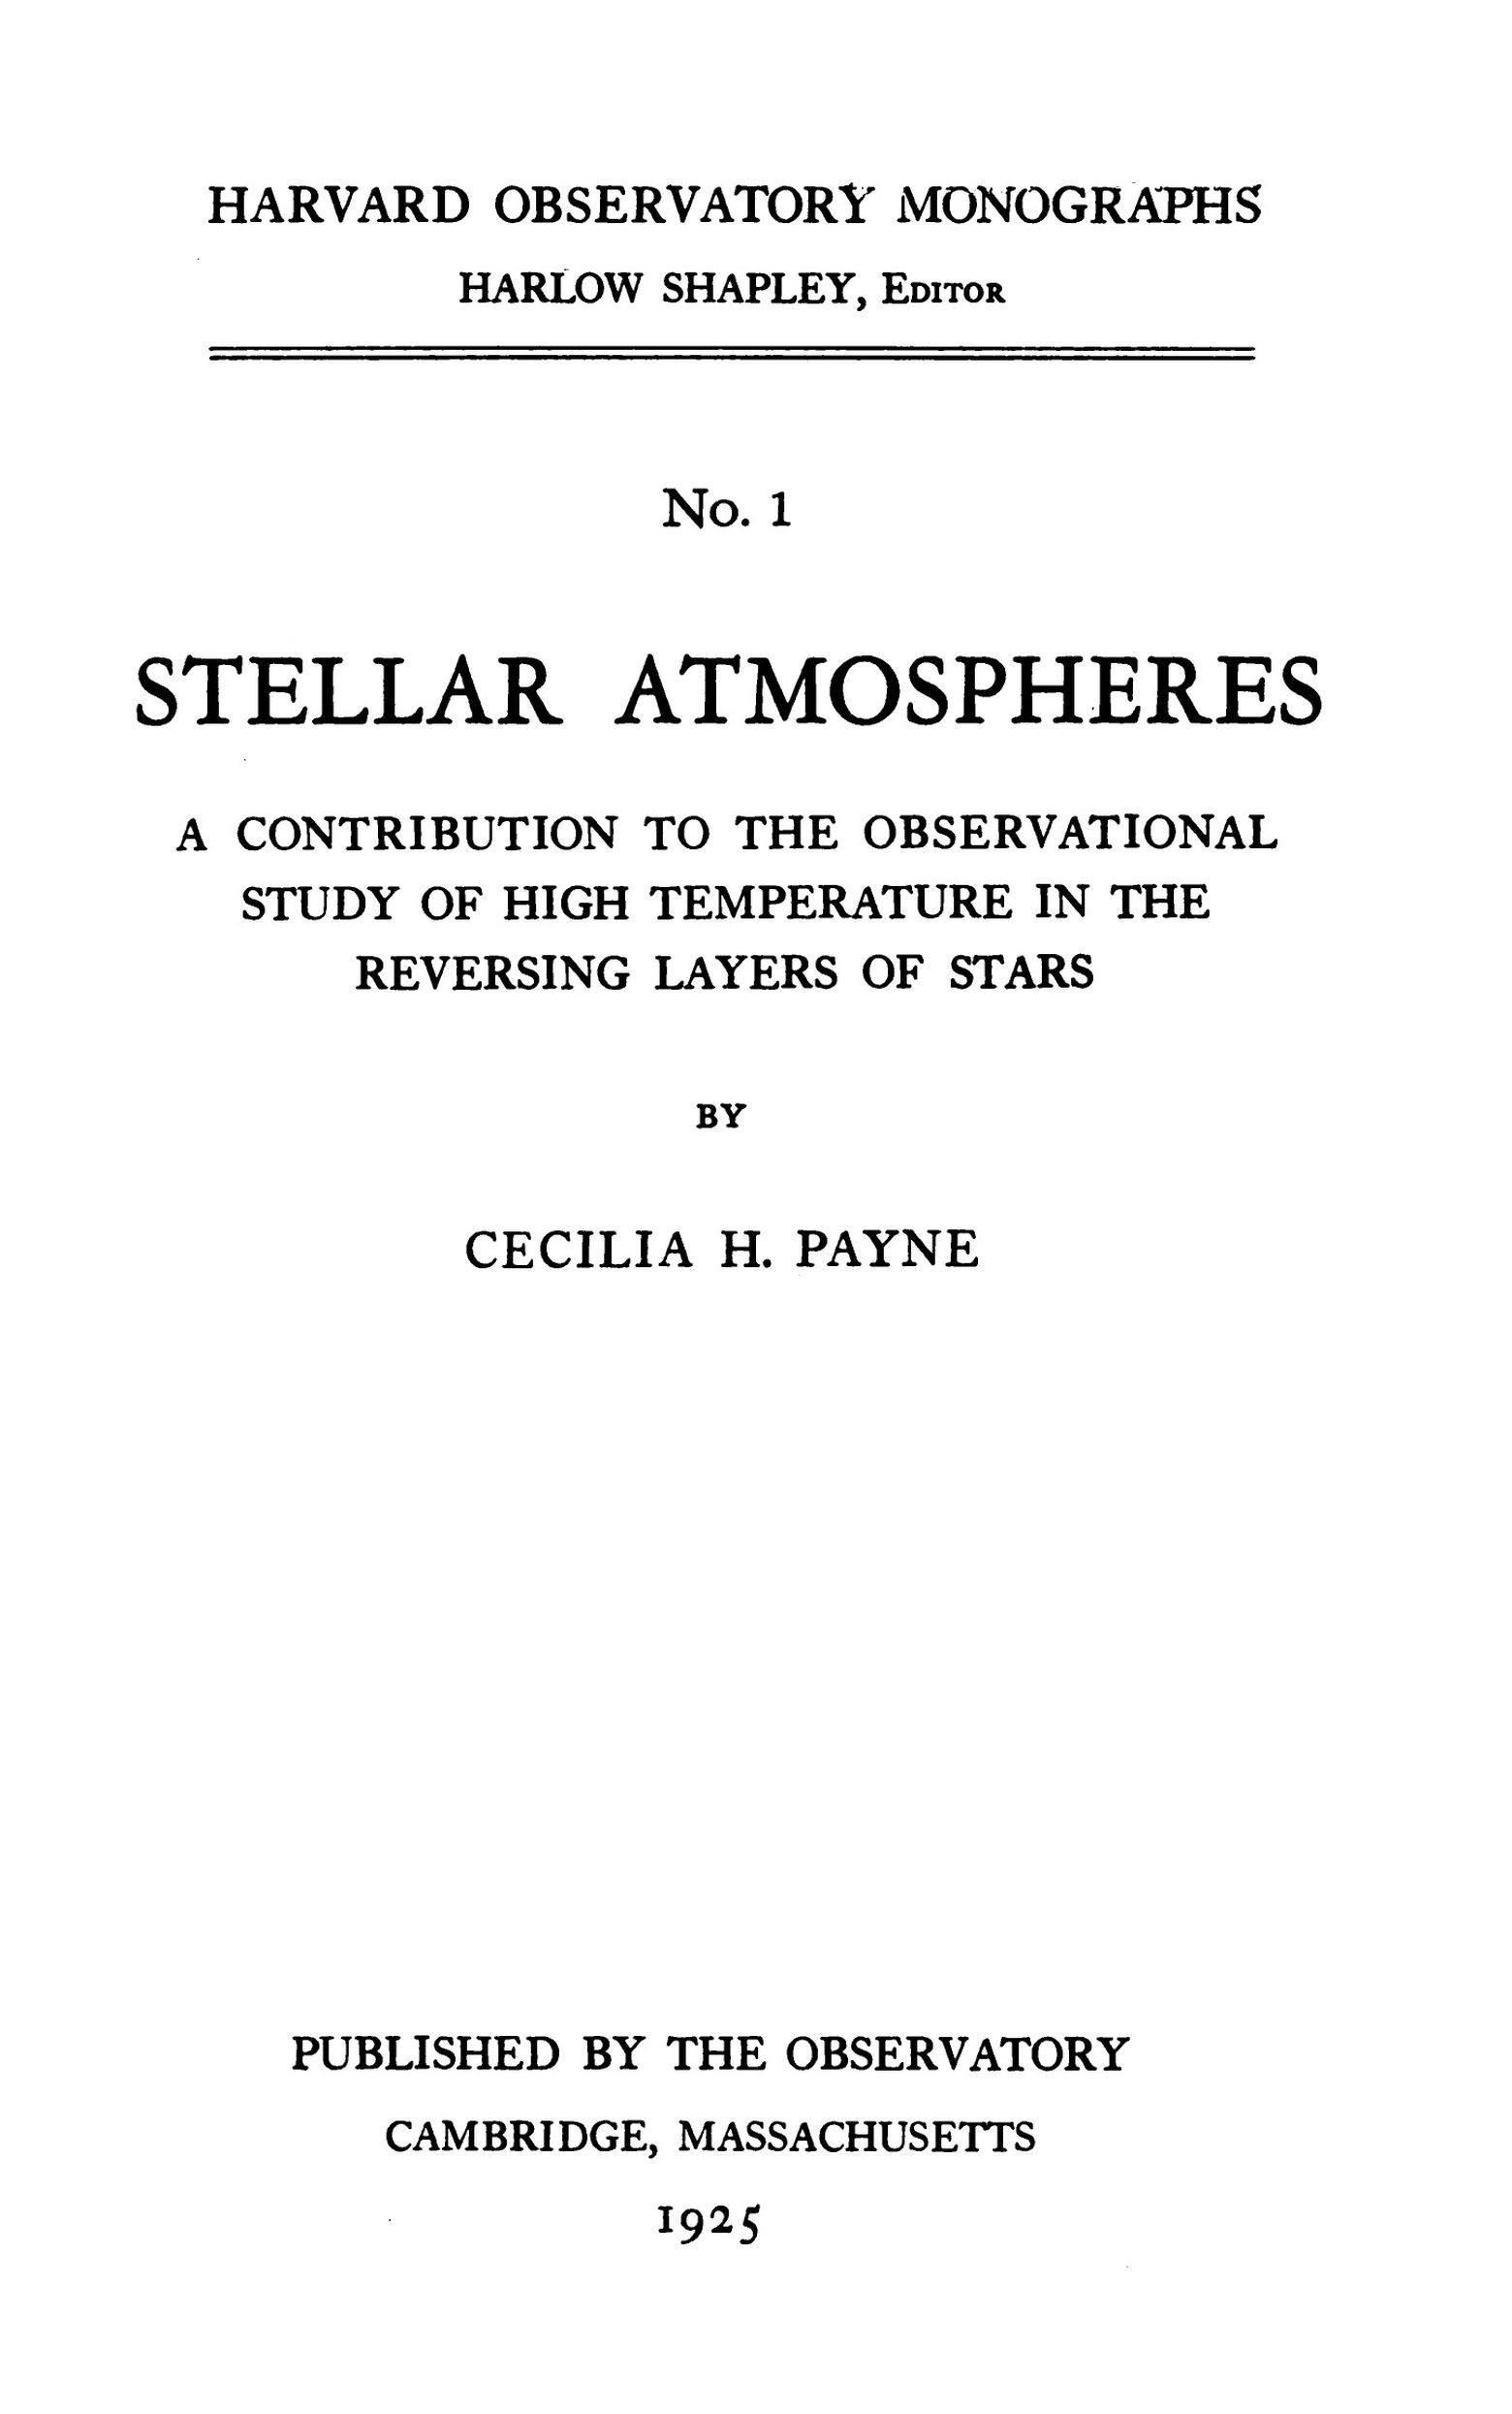 HARVARD OBSERVATORY MONOGRAPHS
HARLOW SHAPLEY, EDITOR
No. 1
STELLAR ATMOSPHERES
A CONTRIBUTION TO THE OBSERVATIONAL
STUDY OF HIGH TEMPERATURE IN THE
REVERSING LAYERS OF STARS
BY
CECILIA H. PAYNE
PUBLISHED BY THE OBSERVATORY
CAMBRIDGE, MASSACHUSETTS
1925